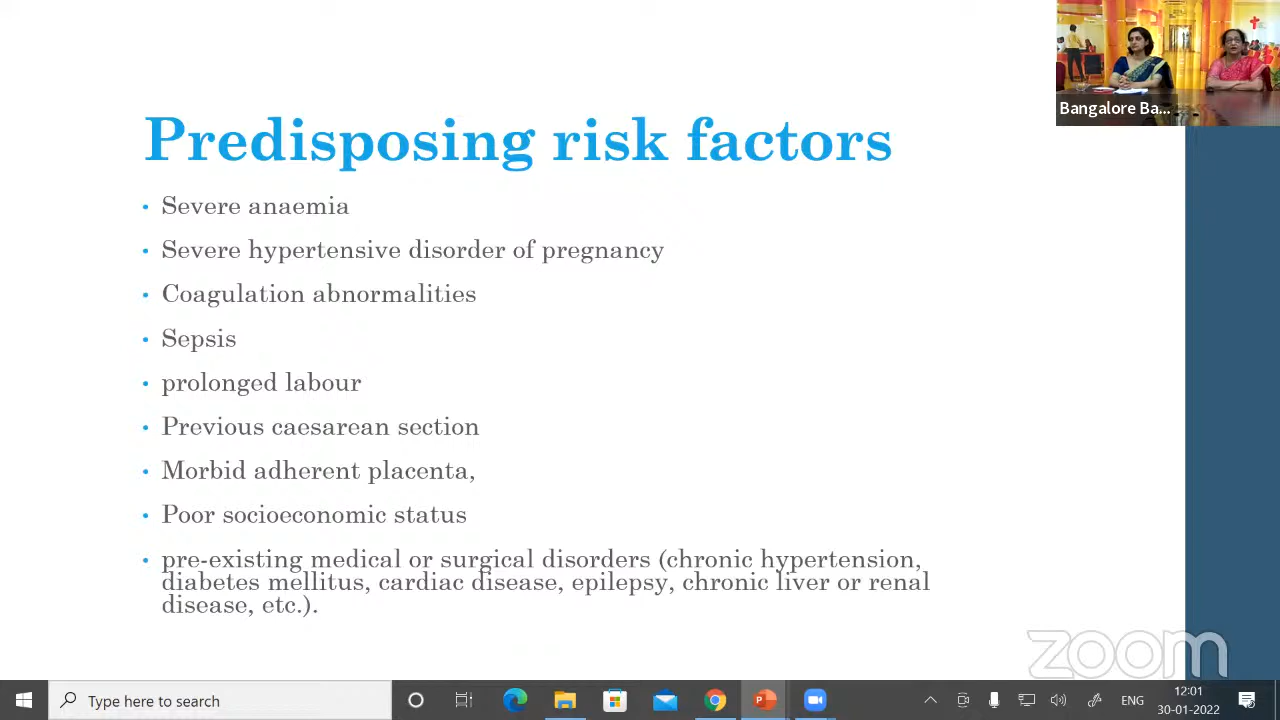 Bangalore Ba...
Predisposing risk factors
• Severe anaemia
• Severe hypertensive disorder of pregnancy
• Coagulation abnormalities
• Sepsis
• prolonged labour
• Previous caesarean section
• Morbid adherent placenta,
• Poor socioeconomic status
• pre-existing medical or surgical disorders (chronic hypertension,
diabetes mellitus, cardiac disease, epilepsy, chronic liver or renal
disease, etc.).
zoom
Type here to search
ENG
12:01
30-01-2022